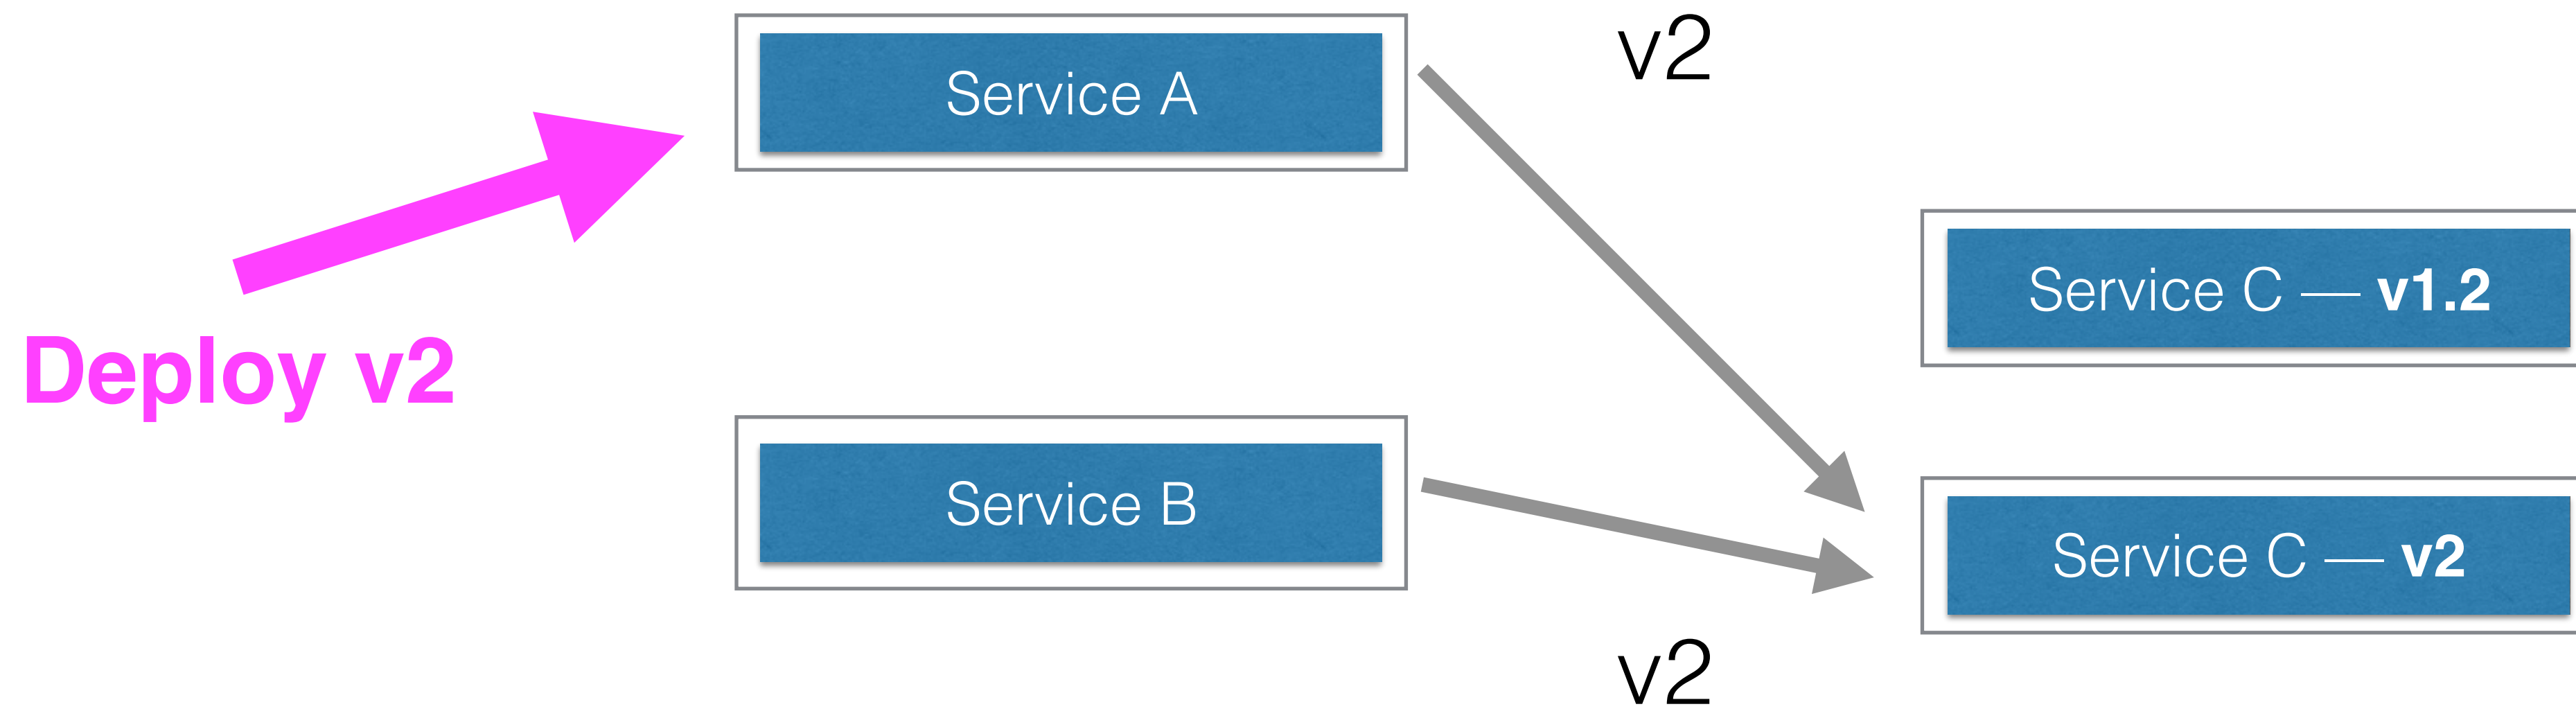 v2
Service A
Service C — v1.2
Deploy v2
Service B
Service C — v2
v2